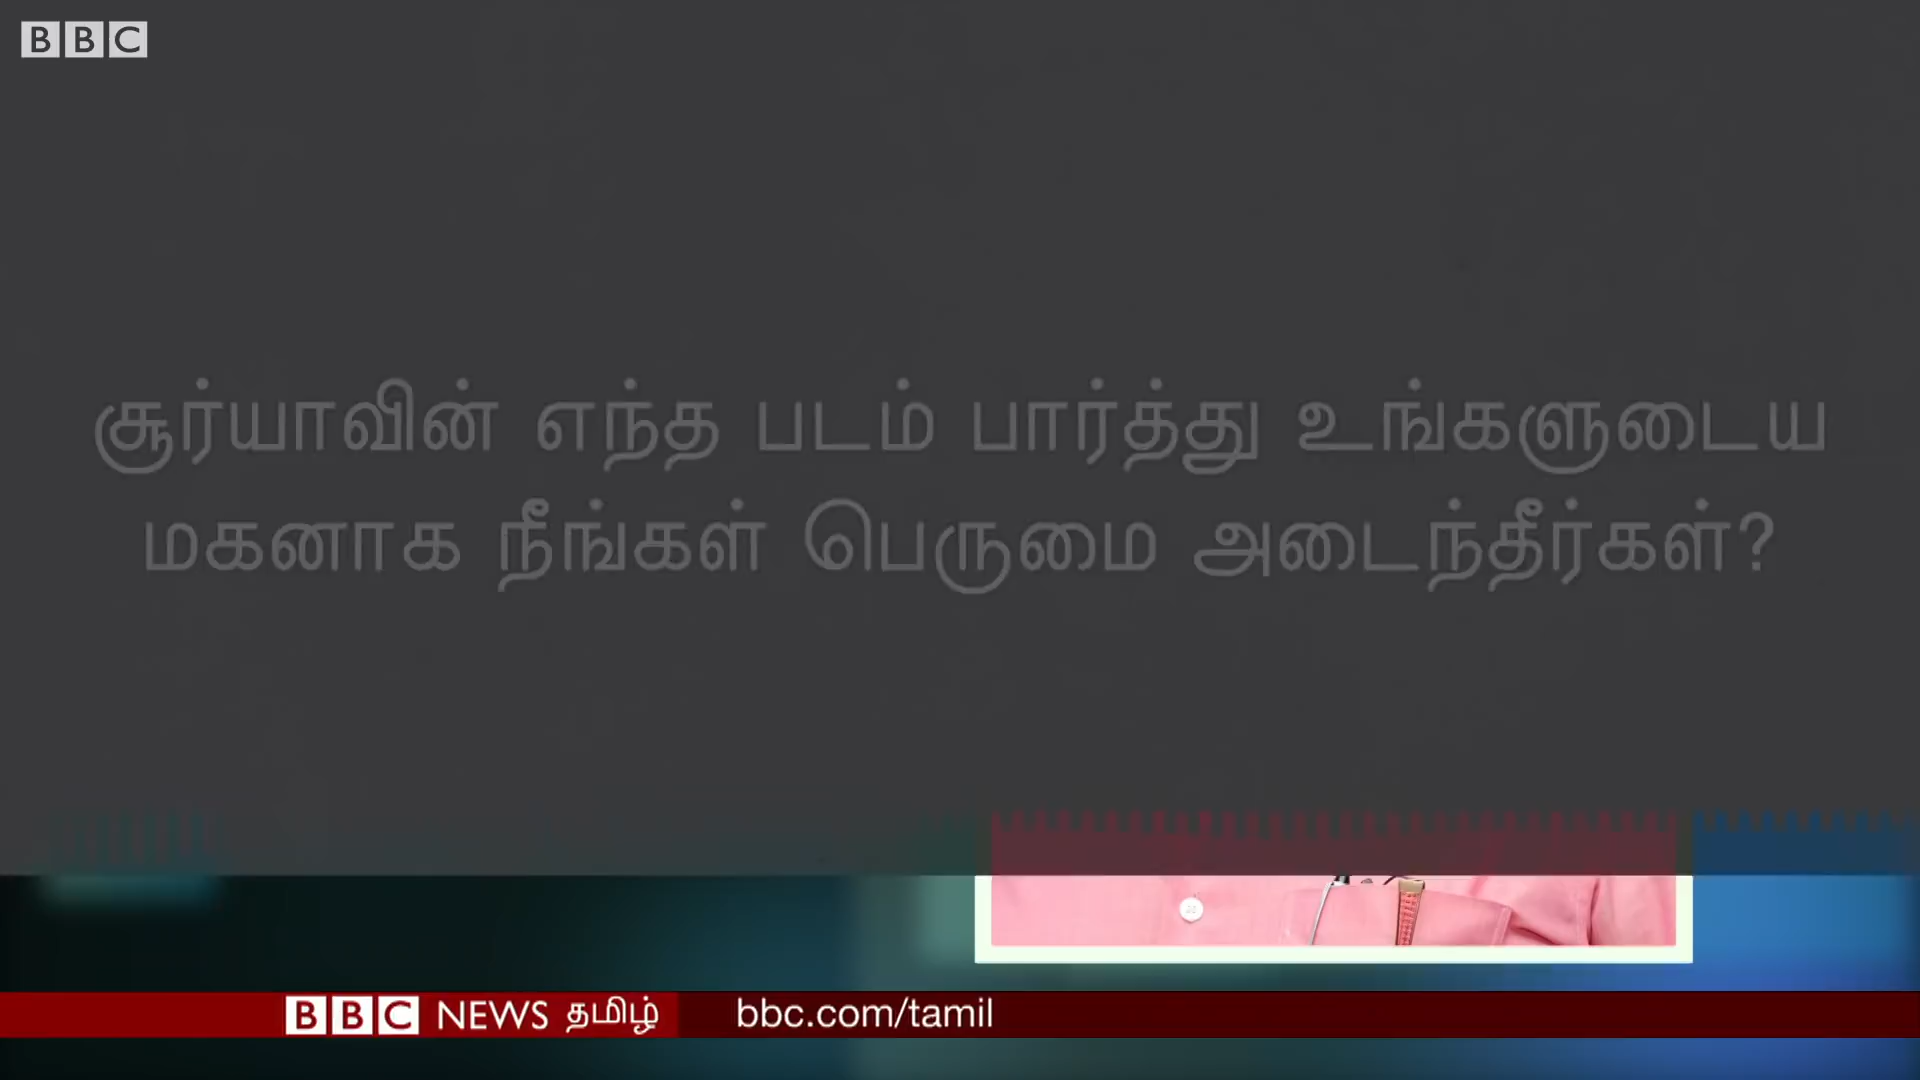 BBC
சூர்யாவின் எந்த படம் பார்த்து உங்களுடைய
மகனாக நீங்கள் பெருமை அடைந்தீர்கள்?
BBC NEWS தமிழ் bbc.com/tamil